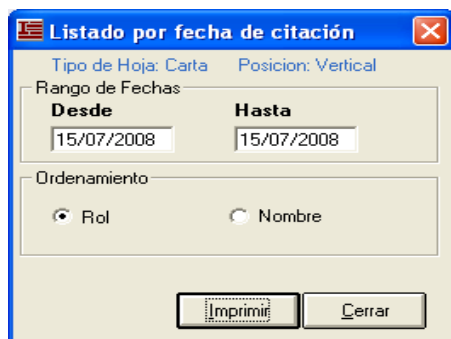 Listado por fecha de citación
Tipo de Hoja: Carta Posicion: Vertical
Rango de Fechas
Desde Hasta
15/07/2008 15/07/2008
Ordenamiento
Rol Nombre
Imprimir Cerrar